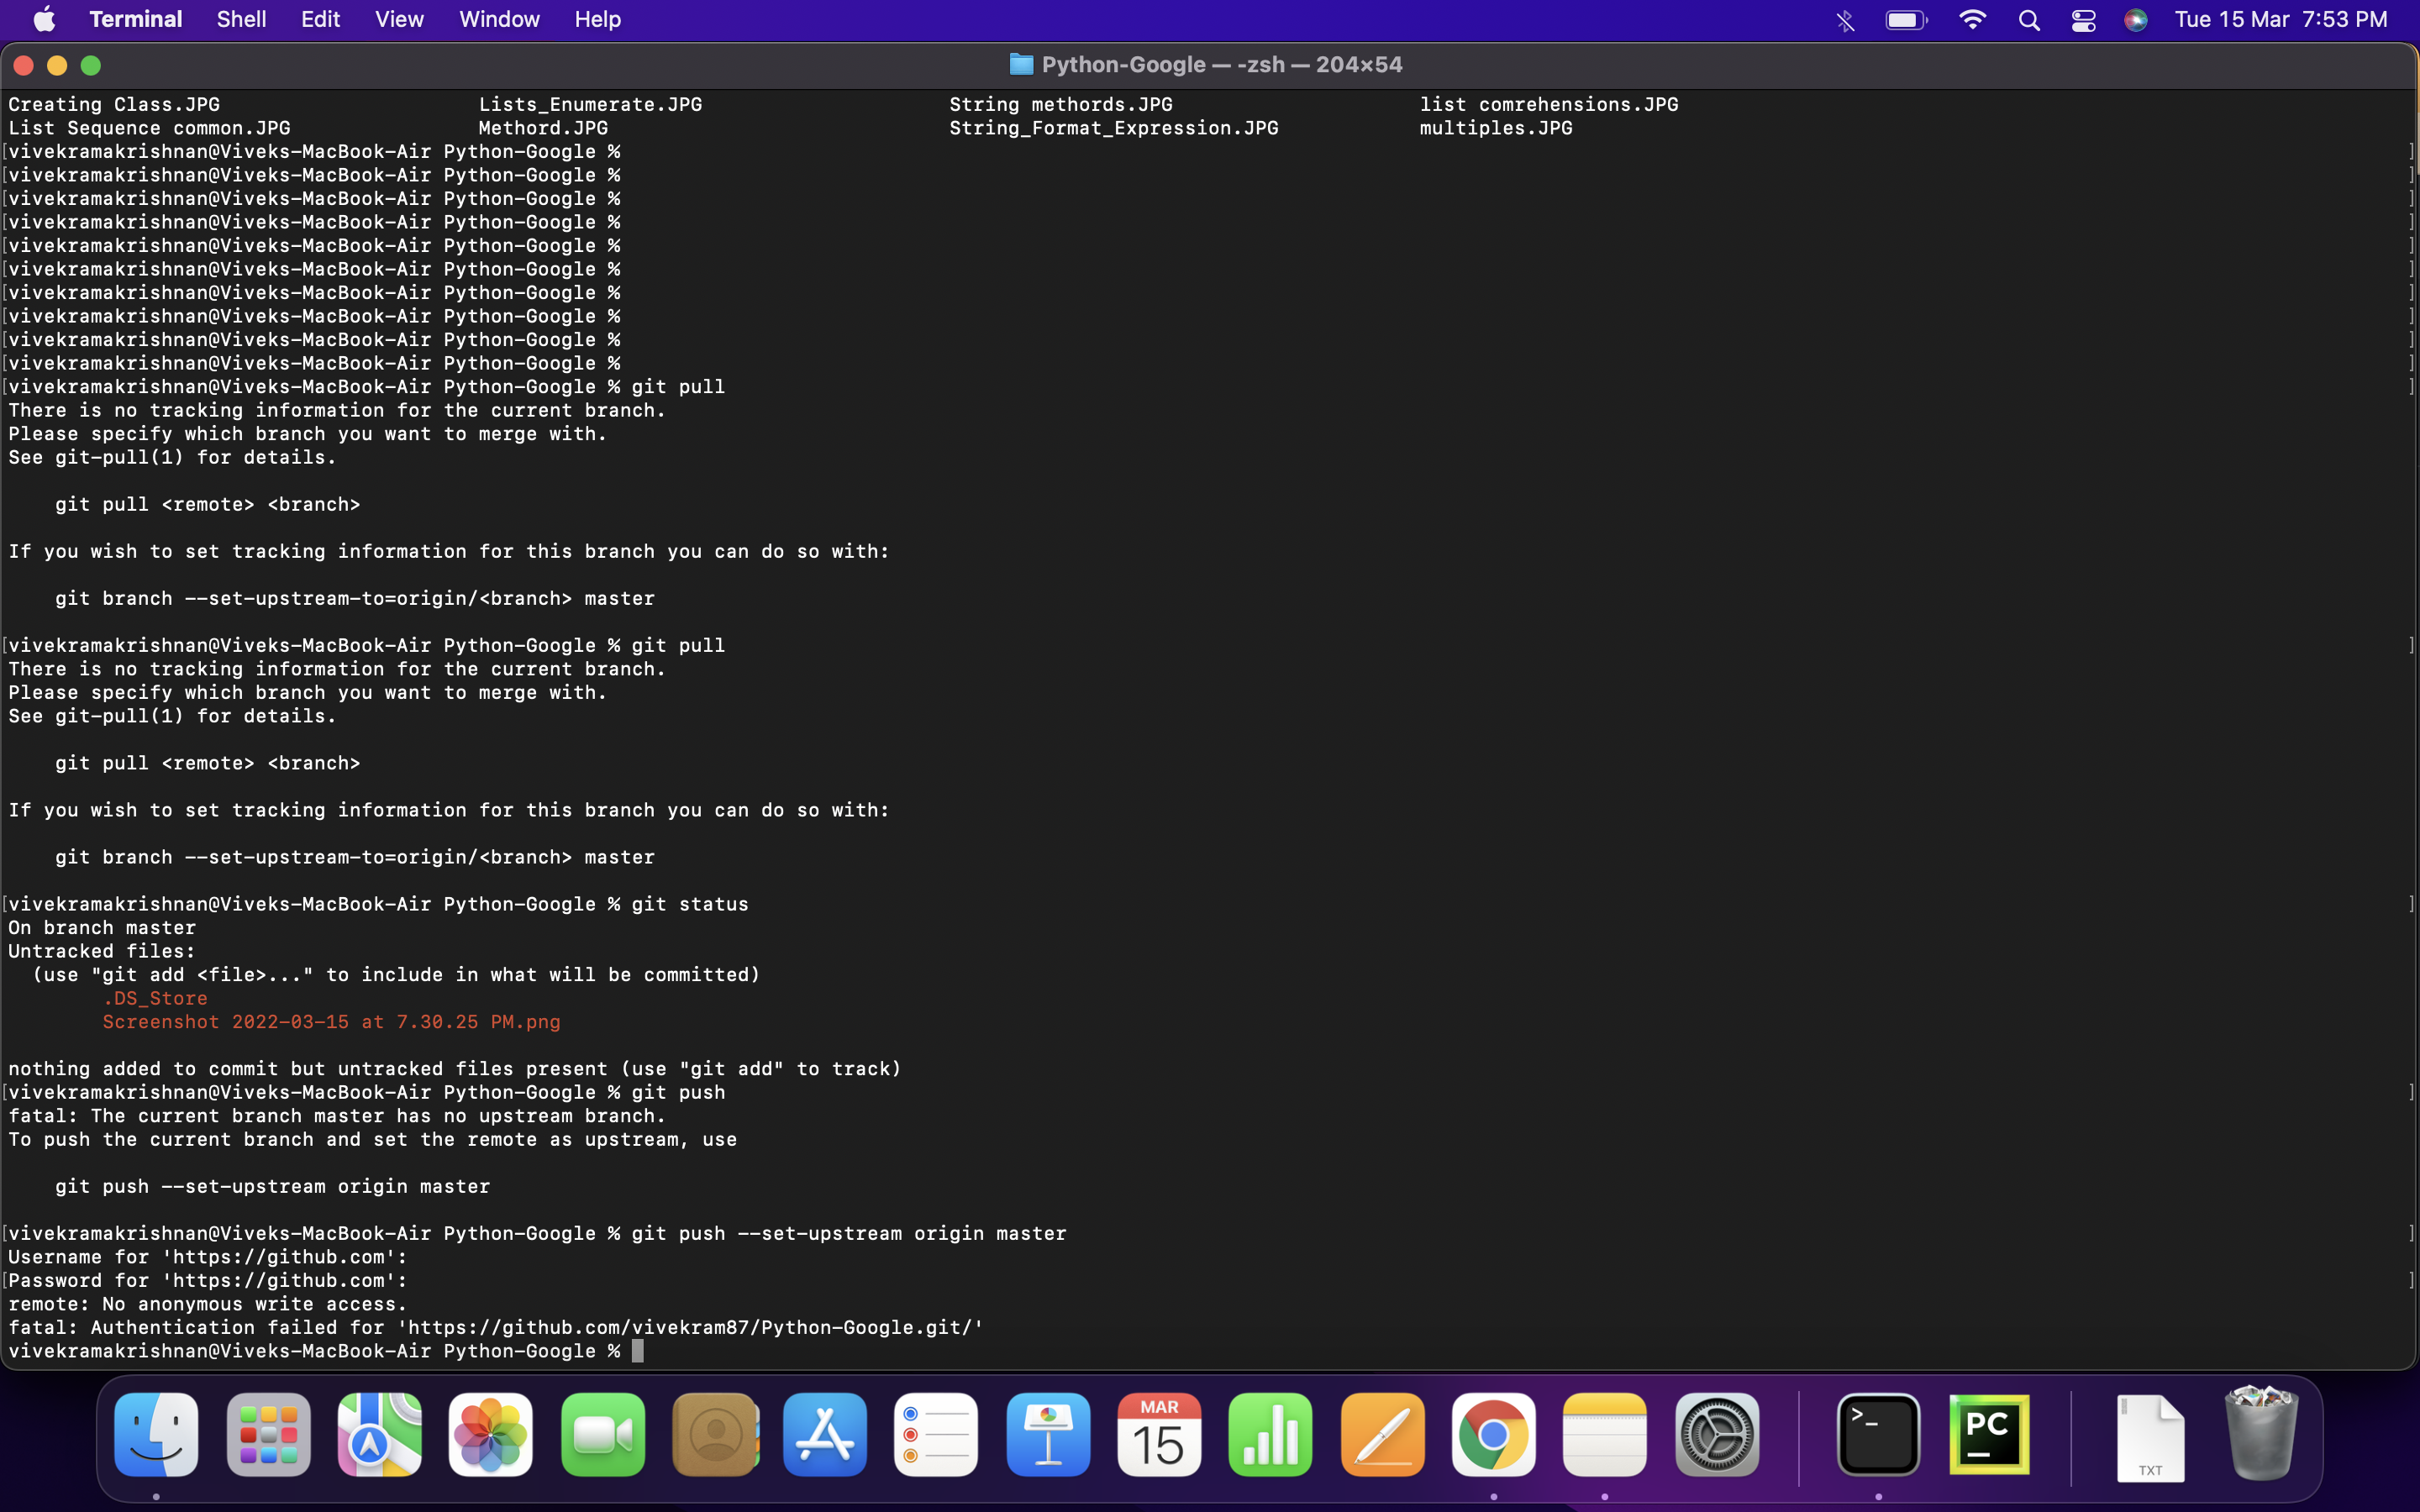 Terminal Shell Edit View Window Help Tue 15 Mar 7:53 PM
Python-Google — -zsh — 204×54
Creating Class.JPG Lists_Enumerate.JPG String methords.JPG list comrehensions.JPG
List Sequence common.JPG Methord.JPG String_Format_Expression.JPG multiples.JPG
[vivekramakrishnan@Viveks-MacBook-Air Python-Google % ]
[vivekramakrishnan@Viveks-MacBook-Air Python-Google % ]
[vivekramakrishnan@Viveks-MacBook-Air Python-Google % ]
[vivekramakrishnan@Viveks-MacBook-Air Python-Google % ]
[vivekramakrishnan@Viveks-MacBook-Air Python-Google % ]
[vivekramakrishnan@Viveks-MacBook-Air Python-Google % ]
[vivekramakrishnan@Viveks-MacBook-Air Python-Google % ]
[vivekramakrishnan@Viveks-MacBook-Air Python-Google % ]
[vivekramakrishnan@Viveks-MacBook-Air Python-Google % ]
[vivekramakrishnan@Viveks-MacBook-Air Python-Google % ]
[vivekramakrishnan@Viveks-MacBook-Air Python-Google % git pull ]
There is no tracking information for the current branch.
Please specify which branch you want to merge with.
See git-pull(1) for details.
git pull <remote> <branch>
If you wish to set tracking information for this branch you can do so with:
git branch --set-upstream-to=origin/<branch> master
[vivekramakrishnan@Viveks-MacBook-Air Python-Google % git pull ]
There is no tracking information for the current branch.
Please specify which branch you want to merge with.
See git-pull(1) for details.
git pull <remote> <branch>
If you wish to set tracking information for this branch you can do so with:
git branch --set-upstream-to=origin/<branch> master
[vivekramakrishnan@Viveks-MacBook-Air Python-Google % git status ]
On branch master
Untracked files:
(use "git add <file>..." to include in what will be committed)
.DS_Store
Screenshot 2022-03-15 at 7.30.25 PM.png
nothing added to commit but untracked files present (use "git add" to track)
[vivekramakrishnan@Viveks-MacBook-Air Python-Google % git push ]
fatal: The current branch master has no upstream branch.
To push the current branch and set the remote as upstream, use
git push --set-upstream origin master
[vivekramakrishnan@Viveks-MacBook-Air Python-Google % git push --set-upstream origin master ]
Username for 'https://github.com':
[Password for 'https://github.com': ]
remote: No anonymous write access.
fatal: Authentication failed for 'https://github.com/vivekram87/Python-Google.git/'
vivekramakrishnan@Viveks-MacBook-Air Python-Google %
MAR
15
>_
PC
TXT